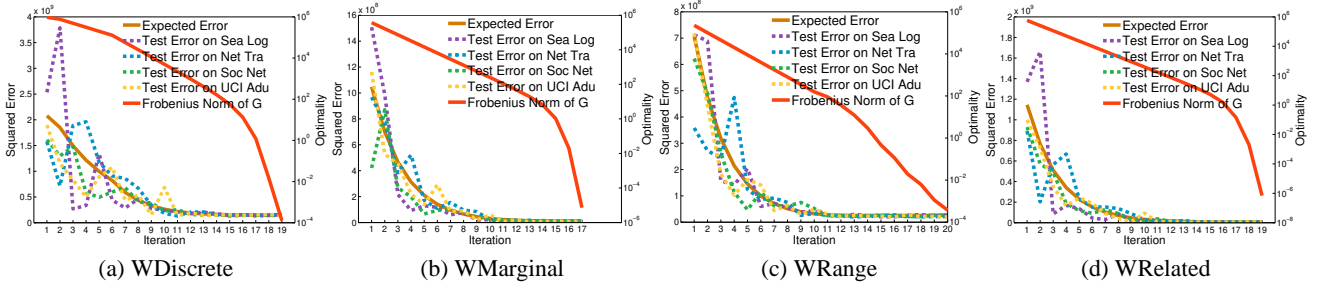 x 10^9
4
3.5
3
2.5
2
1.5
1
0.5
0
Squared Error
Expected Error
Test Error on Sea Log
Test Error on Net Tra
Test Error on Soc Net
Test Error on UCI Adu
Frobenius Norm of G
10^6
10^4
10^2
10^0
10^-2
10^-4
Optimality
1 2 3 4 5 6 7 8 9 10 11 12 13 14 15 16 17 18 19
Iteration
(a) WDiscrete
x 10^8
16
14
12
10
8
6
4
2
0
Squared Error
Expected Error
Test Error on Sea Log
Test Error on Net Tra
Test Error on Soc Net
Test Error on UCI Adu
Frobenius Norm of G
10^6
10^4
10^2
10^0
10^-2
10^-4
10^-6
Optimality
1 2 3 4 5 6 7 8 9 10 11 12 13 14 15 16 17
Iteration
(b) WMarginal
x 10^8
8
7
6
5
4
3
2
1
0
Squared Error
Expected Error
Test Error on Sea Log
Test Error on Net Tra
Test Error on Soc Net
Test Error on UCI Adu
Frobenius Norm of G
10^6
10^4
10^2
10^0
10^-2
10^-4
Optimality
1 2 3 4 5 6 7 8 9 10 11 12 13 14 15 16 17 18 19 20
Iteration
(c) WRange
x 10^9
2
1.8
1.6
1.4
1.2
1
0.8
0.6
0.4
0.2
0
Squared Error
Expected Error
Test Error on Sea Log
Test Error on Net Tra
Test Error on Soc Net
Test Error on UCI Adu
Frobenius Norm of G
10^6
10^4
10^2
10^0
10^-2
10^-4
10^-6
10^-8
Optimality
1 2 3 4 5 6 7 8 9 10 11 12 13 14 15 16 17 18 19
Iteration
(d) WRelated